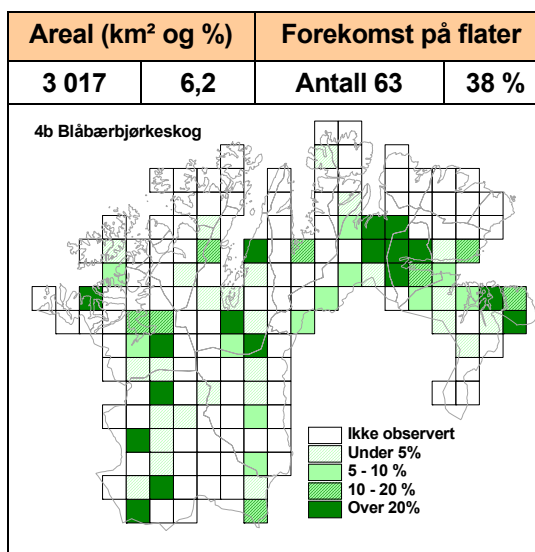 Areal (km² og %) Forekomst på flater
3 017 6,2 Antall 63 38 %
4b Blåbærbjørkeskog
Ikke observert
Under 5%
5 - 10 %
10 - 20 %
Over 20%